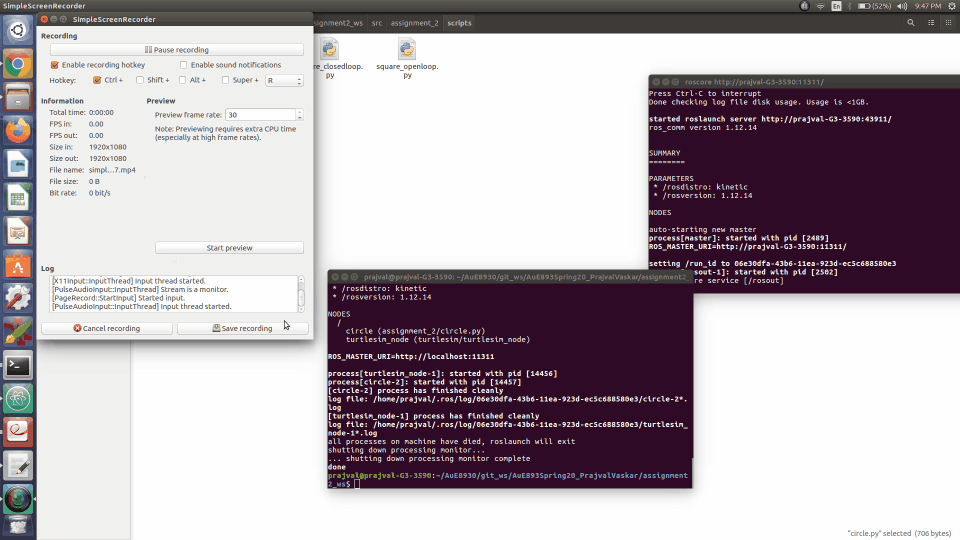 SimpleScreenRecorder
En
(52%)
9:47 PM
SimpleScreenRecorder
Recording
Pause recording
Enable recording hotkey
Enable sound notifications
Hotkey:
Ctrl +
Shift +
Alt +
Super +
R
Information
Total time: 0:00:00
FPS in: 0.00
FPS out: 0.00
Size in: 1920x1080
Size out: 1920x1080
File name: simpl...7.mp4
File size: 0 B
Bit rate: 0 bit/s
Preview
Preview frame rate: 30
Note: Previewing requires extra CPU time
(especially at high frame rates).
Start preview
Log
[X11Input::InputThread] Input thread started.
[PulseAudioInput::InputThread] Stream is a monitor.
[PageRecord::StartInput] Started input.
[PulseAudioInput::InputThread] Input thread started.
Cancel recording
Save recording
signment2_ws
src
assignment_2
scripts
re_closedloop.
py
square_openloop.
py
roscore http://prajval-G3-3590:11311/
Press Ctrl-C to interrupt
Done checking log file disk usage. Usage is <1GB.
started roslaunch server http://prajval-G3-3590:43911/
ros_comm version 1.12.14
SUMMARY
========
PARAMETERS
* /rosdistro: kinetic
* /rosversion: 1.12.14
NODES
auto-starting new master
process[master]: started with pid [2489]
ROS_MASTER_URI=http://prajval-G3-3590:11311/
setting /run_id to 06e30dfa-43b6-11ea-923d-ec5c688580e3
sout-1]: started with pid [2502]
re service [/rosout]
prajval@prajval-G3-3590: ~/AuE8930/git_ws/AuE893Spring20_PrajvalVaskar/assignment2_
* /rosdistro: kinetic
* /rosversion: 1.12.14
NODES
/
circle (assignment_2/circle.py)
turtlesim_node (turtlesim/turtlesim_node)
ROS_MASTER_URI=http://localhost:11311
process[turtlesim_node-1]: started with pid [14456]
process[circle-2]: started with pid [14457]
[circle-2] process has finished cleanly
log file: /home/prajval/.ros/log/06e30dfa-43b6-11ea-923d-ec5c688580e3/circle-2*.
log
[turtlesim_node-1] process has finished cleanly
log file: /home/prajval/.ros/log/06e30dfa-43b6-11ea-923d-ec5c688580e3/turtlesim_
node-1*.log
all processes on machine have died, roslaunch will exit
shutting down processing monitor...
... shutting down processing monitor complete
done
prajval@prajval-G3-3590:~/AuE8930/git_ws/AuE893Spring20_PrajvalVaskar/assignment
2_ws$
"circle.py" selected (706 bytes)